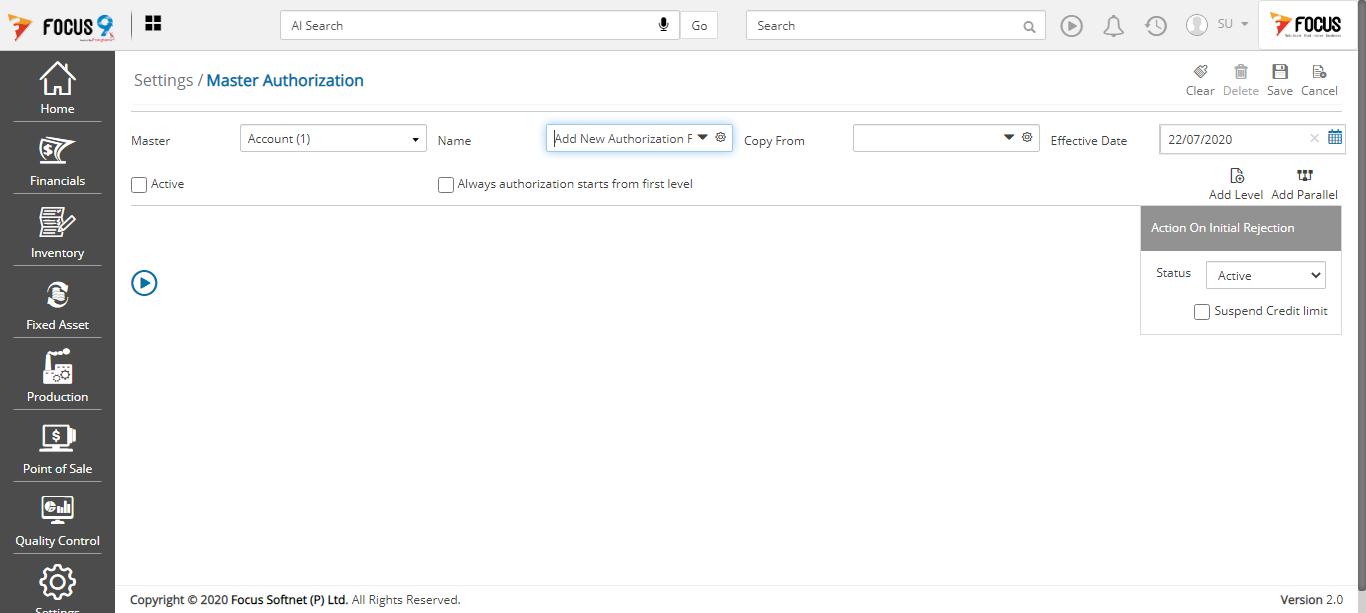 FOCUS 9
AI Search
Go
Search
SU
FOCUS
Settings / Master Authorization
Clear
Delete
Save
Cancel
Master
Account (1)
Name
Add New Authorization F
Copy From
Effective Date
22/07/2020
Active
Always authorization starts from first level
Add Level
Add Parallel
Action On Initial Rejection
Status
Active
Suspend Credit limit
Home
Financials
Inventory
Fixed Asset
Production
Point of Sale
Quality Control
Settings
Copyright © 2020 Focus Softnet (P) Ltd. All Rights Reserved.
Version 2.0